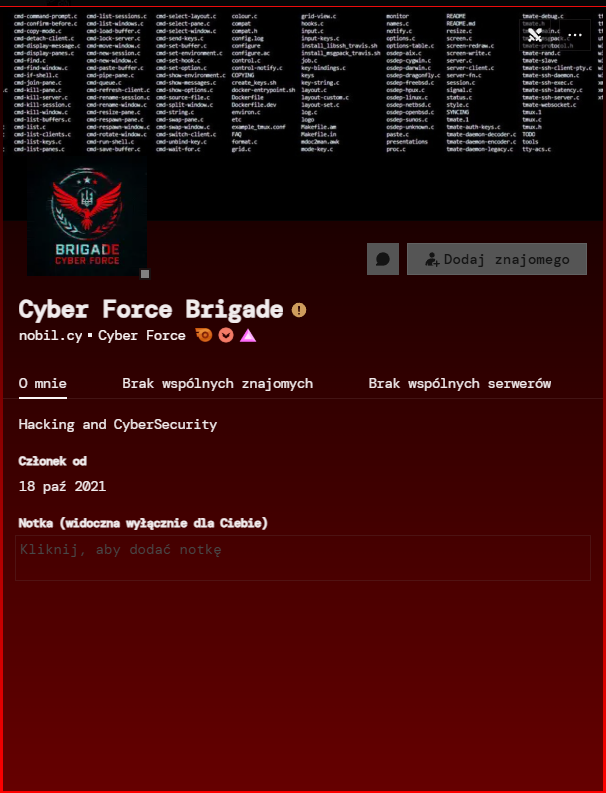 cmd-command-prompt.c cmd-list-sessions.c cmd-select-layout.c colour.c grid-view.c monitor README tmate-debug.c
cmd-confirm-before.c cmd-list-windows.c cmd-select-pane.c compat hooks.c names.c README.md tmate.h
cmd-copy-mode.c cmd-load-buffer.c cmd-select-window.c compat.h input.c notify.c resize.c
cmd-detach-client.c cmd-lock-server.c cmd-send-keys.c config.log input-keys.c options.c screen.c
cmd-display-message.c cmd-move-window.c cmd-set-buffer.c configure install_libssh_travis.sh options-table.c screen-redraw.c
cmd-display-panes.c cmd-new-session.c cmd-set-environment.c configure.ac install_msgpack_travis.sh osdep-aix.c screen-write.c tmate-rand.c
cmd-find.c cmd-new-window.c cmd-set-hook.c control.c job.c osdep-cygwin.c server.c tmate-slave
cmd-find-window.c cmd-paste-buffer.c cmd-set-option.c control-notify.c key-bindings.c osdep-darwin.c server-client.c tmate-ssh-client-pty.c
cmd-if-shell.c cmd-pipe-pane.c cmd-show-environment.c COPYING keys osdep-dragonfly.c server-fn.c tmate-ssh-daemon.c
cmd-join-pane.c cmd-queue.c cmd-show-messages.c create_keys.sh key-string.c osdep-freebsd.c session.c tmate-ssh-exec.c
cmd-kill-pane.c cmd-refresh-client.c cmd-show-options.c docker-entrypoint.sh layout.c osdep-hpux.c signal.c tmate-ssh-latency.c
cmd-kill-server.c cmd-rename-session.c cmd-source-file.c Dockerfile layout-custom.c osdep-linux.c status.c tmate-ssh-server.c
cmd-kill-session.c cmd-rename-window.c cmd-split-window.c Dockerfile.dev layout-set.c osdep-netbsd.c style.c tmate-websocket.c
cmd-kill-window.c cmd-resize-pane.c cmd-string.c environ.c log.c osdep-openbsd.c SYNCING tmux.1
cmd-list-buffers.c cmd-respawn-pane.c cmd-swap-pane.c etc logo osdep-sunos.c tmate.1 tmux.c
cmd-list.c cmd-respawn-window.c cmd-swap-window.c example_tmux.conf Makefile.am osdep-unknown.c tmate-auth-keys.c tmux.h
cmd-list-clients.c cmd-rotate-window.c cmd-switch-client.c FAQ Makefile.in paste.c tmate-daemon-decoder.c TODO
cmd-list-keys.c cmd-run-shell.c cmd-unbind-key.c format.c mdoc2man.awk presentations tmate-daemon-encoder.c tools
cmd-list-panes.c cmd-save-buffer.c cmd-wait-for.c grid.c mode-key.c proc.c tmate-daemon-legacy.c tty-acs.c
BRIGADE
CYBER FORCE
Dodaj znajomego
Cyber Force Brigade
nobil.cy • Cyber Force
O mnie Brak wspólnych znajomych Brak wspólnych serwerów
Hacking and CyberSecurity
Członek od
18 paź 2021
Notka (widoczna wyłącznie dla Ciebie)
Kliknij, aby dodać notkę